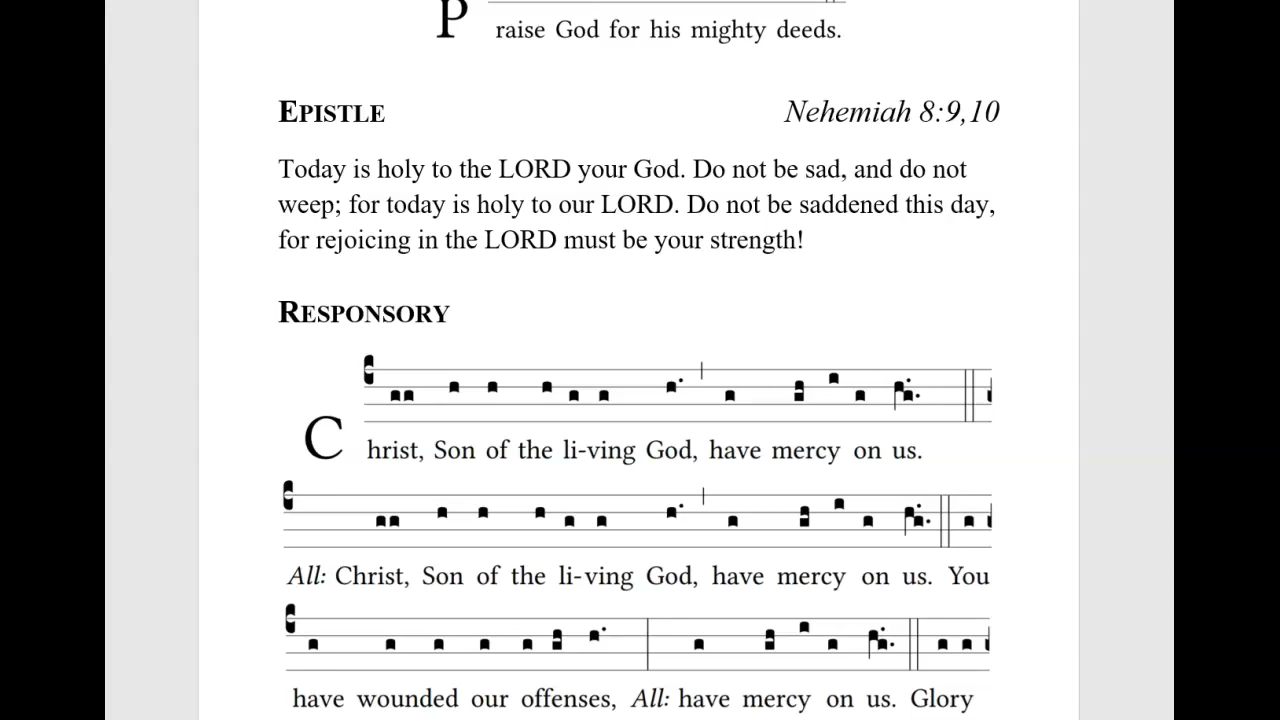 Praise God for his mighty deeds.
EPISTLE Nehemiah 8:9,10
Today is holy to the LORD your God. Do not be sad, and do not
weep; for today is holy to our LORD. Do not be saddened this day,
for rejoicing in the LORD must be your strength!
RESPONSORY
Christ, Son of the li-ving God, have mercy on us.
All: Christ, Son of the li-ving God, have mercy on us. You
have wounded our offenses, All: have mercy on us. Glory